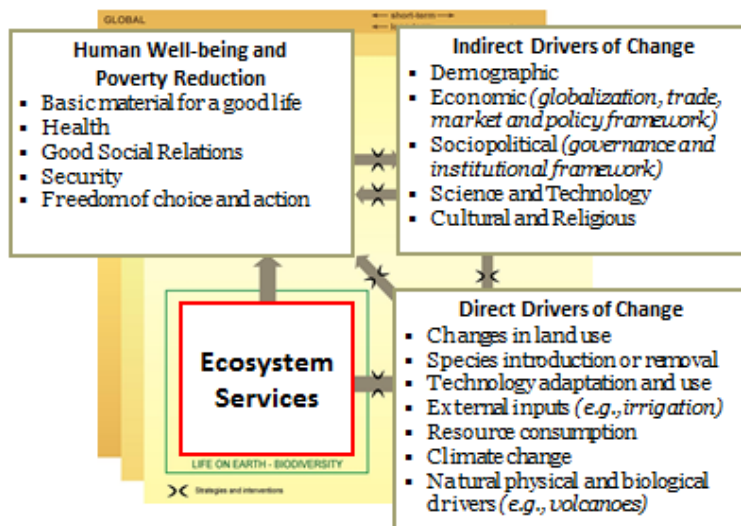 GLOBAL
short-term
Human Well-being and
Poverty Reduction
▪ Basic material for a good life
▪ Health
▪ Good Social Relations
▪ Security
▪ Freedom of choice and action
Indirect Drivers of Change
▪ Demographic
▪ Economic (globalization, trade,
market and policy framework)
▪ Sociopolitical (governance and
institutional framework)
▪ Science and Technology
▪ Cultural and Religious
Direct Drivers of Change
▪ Changes in land use
▪ Species introduction or removal
▪ Technology adaptation and use
▪ External inputs (e.g., irrigation)
▪ Resource consumption
▪ Climate change
▪ Natural physical and biological
drivers (e.g., volcanoes)
Ecosystem
Services
LIFE ON EARTH - BIODIVERSITY
Strategies and interventions